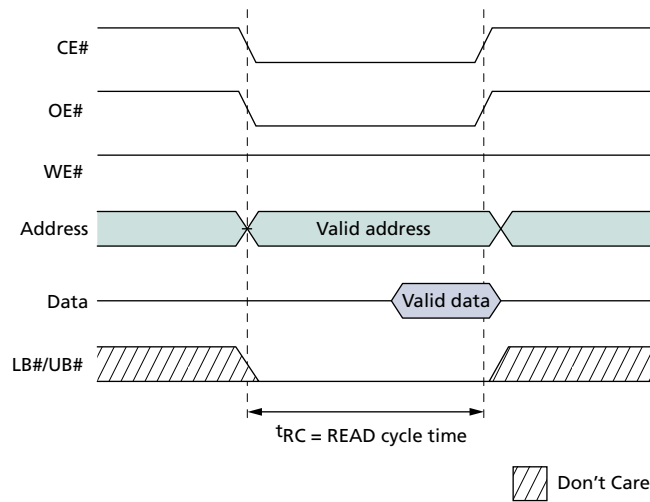 CE#
OE#
WE#
Address
Valid address
Data
Valid data
LB#/UB#
tRC = READ cycle time
Don't Care